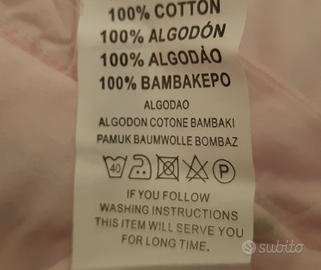 100% COTTON
100% ALGODÓN
100% ALGODÀO
100% BAMBAKEPO
ALGODAO
ALGODON COTONE BAMBAKI
PAMUK BAUMWOLLE BOMBAZ
40 P
IF YOU FOLLOW
WASHING INSTRUCTIONS
THIS ITEM WILL SERVE YOU
FOR LONG TIME.
subito